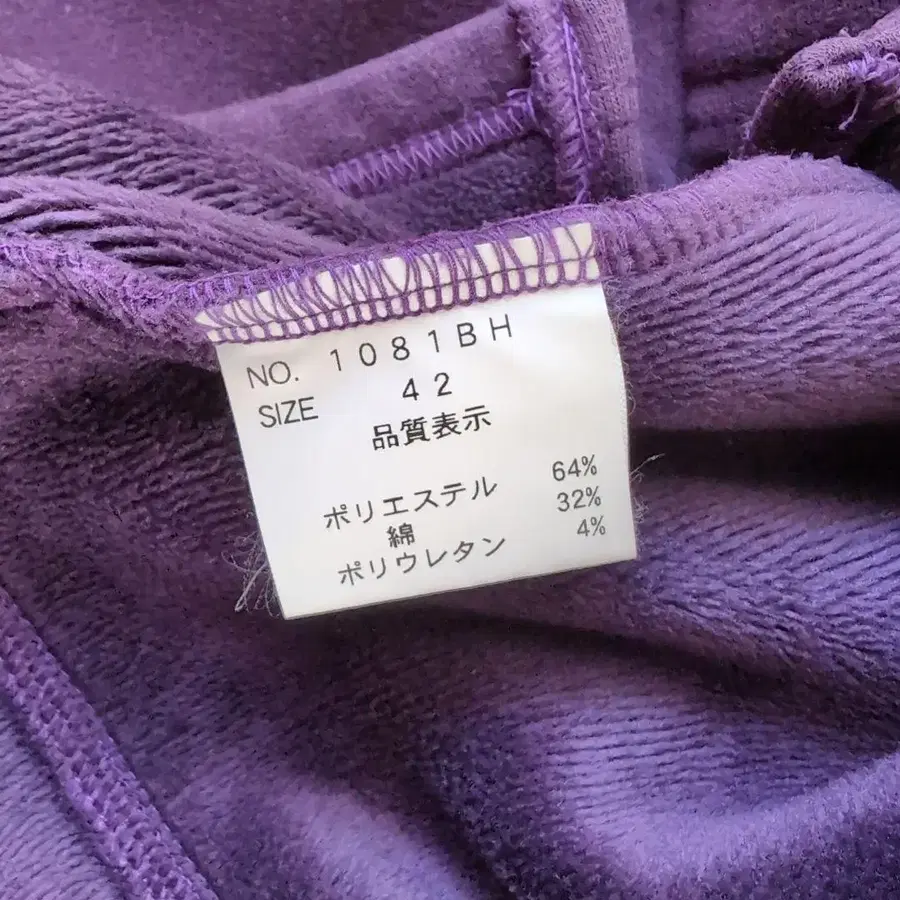 NO. 1081BH
SIZE 42
品質表示
ポリエステル 64%
綿 32%
ポリウレタン 4%